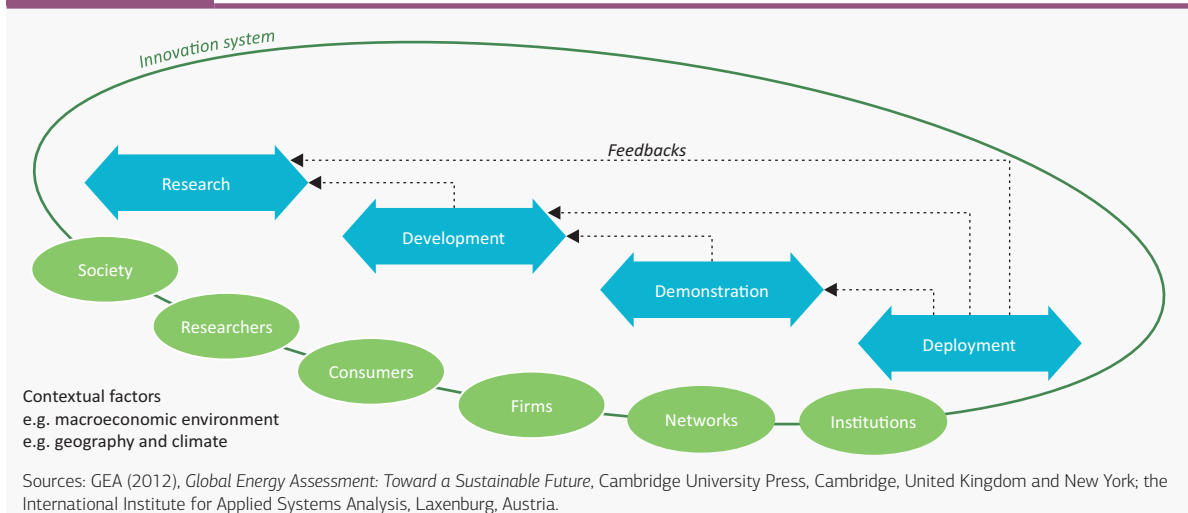 Innovation system
Feedbacks
Research
Development
Demonstration
Deployment
Society
Researchers
Consumers
Firms
Networks
Institutions
Contextual factors
e.g. macroeconomic environment
e.g. geography and climate
Sources: GEA (2012), Global Energy Assessment: Toward a Sustainable Future, Cambridge University Press, Cambridge, United Kingdom and New York; the
International Institute for Applied Systems Analysis, Laxenburg, Austria.